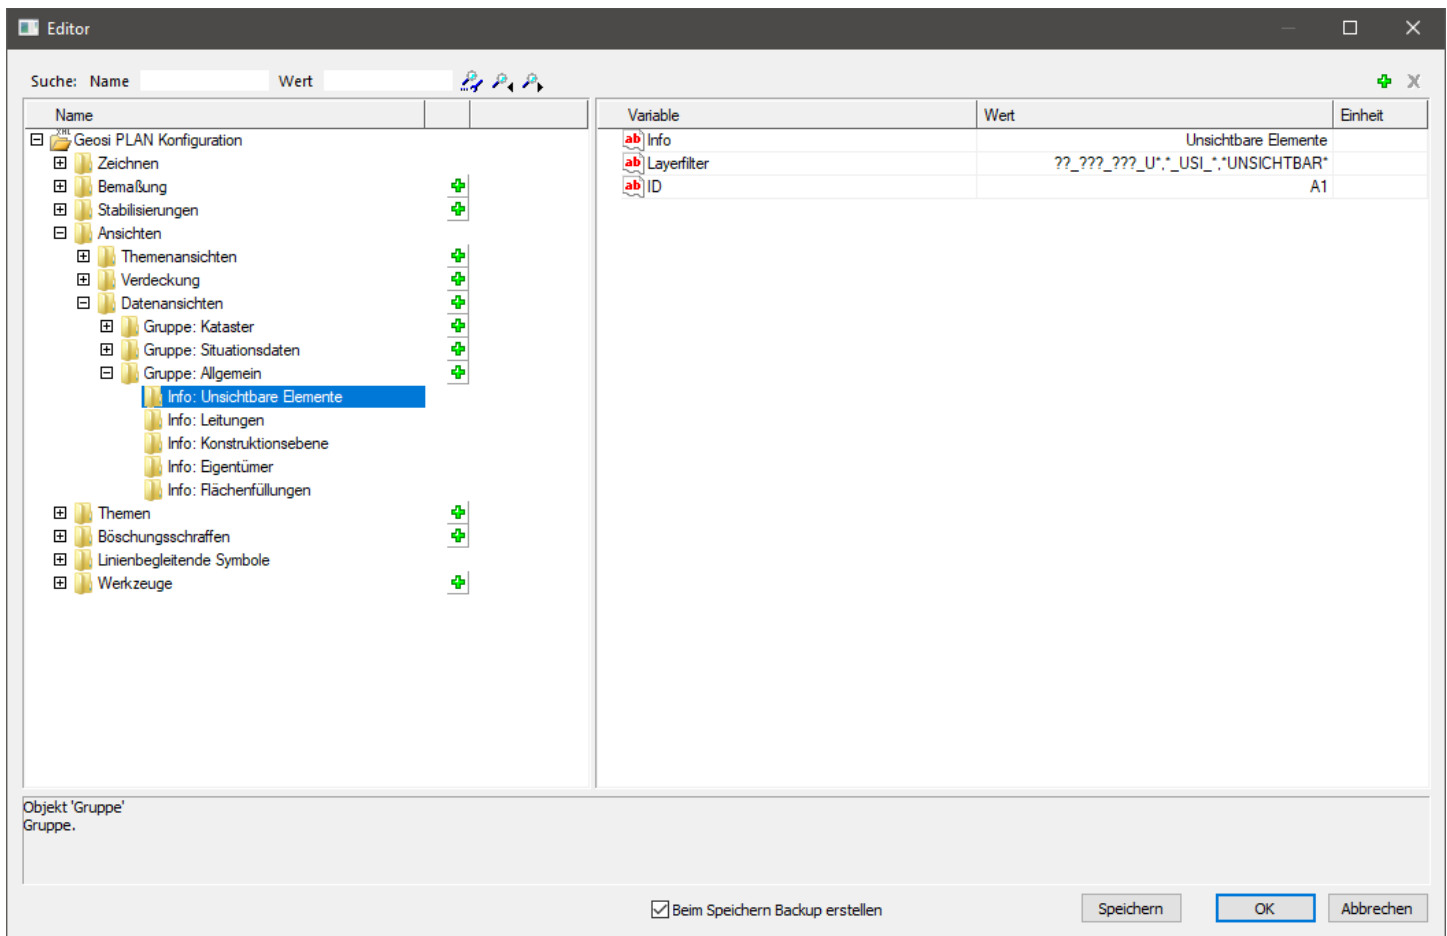 Editor
Suche: Name Wert
Name
Variable Wert Einheit
XML Geosi PLAN Konfiguration
Zeichnen
Bemaßung
Stabilisierungen
Ansichten
Themenansichten
Verdeckung
Datenansichten
Gruppe: Kataster
Gruppe: Situationsdaten
Gruppe: Allgemein
Info: Unsichtbare Elemente
Info: Leitungen
Info: Konstruktionsebene
Info: Eigentümer
Info: Flächenfüllungen
Themen
Böschungsschraffen
Linienbegleitende Symbole
Werkzeuge
ab Info Unsichtbare Elemente
ab Layerfilter ??_???_???_U*,*_USI_*,*UNSICHTBAR*
ab ID A1
Objekt 'Gruppe'
Gruppe.
Beim Speichern Backup erstellen Speichern OK Abbrechen